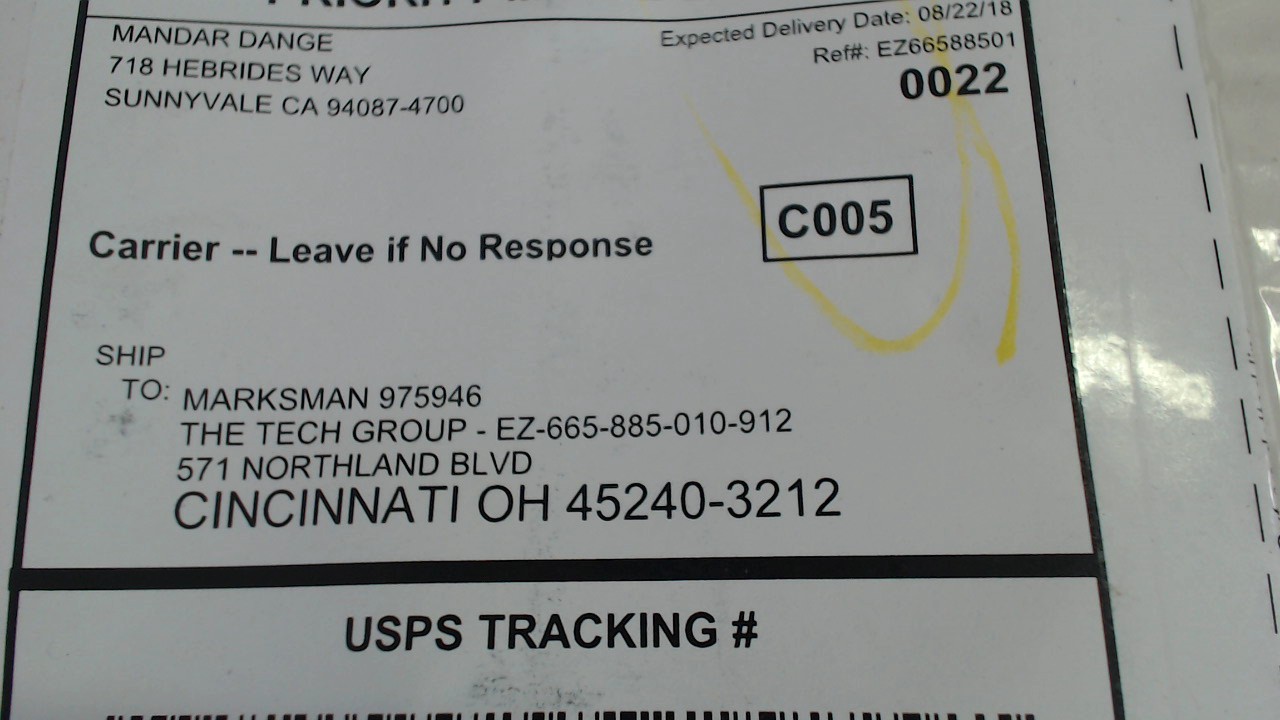 MANDAR DANGE
718 HEBRIDES WAY
SUNNYVALE CA 94087-4700
Expected Delivery Date: 08/22/18
Ref#: EZ66588501
0022
C005
Carrier -- Leave if No Response
SHIP
TO:
MARKSMAN 975946
THE TECH GROUP - EZ-665-885-010-912
571 NORTHLAND BLVD
CINCINNATI OH 45240-3212
USPS TRACKING #